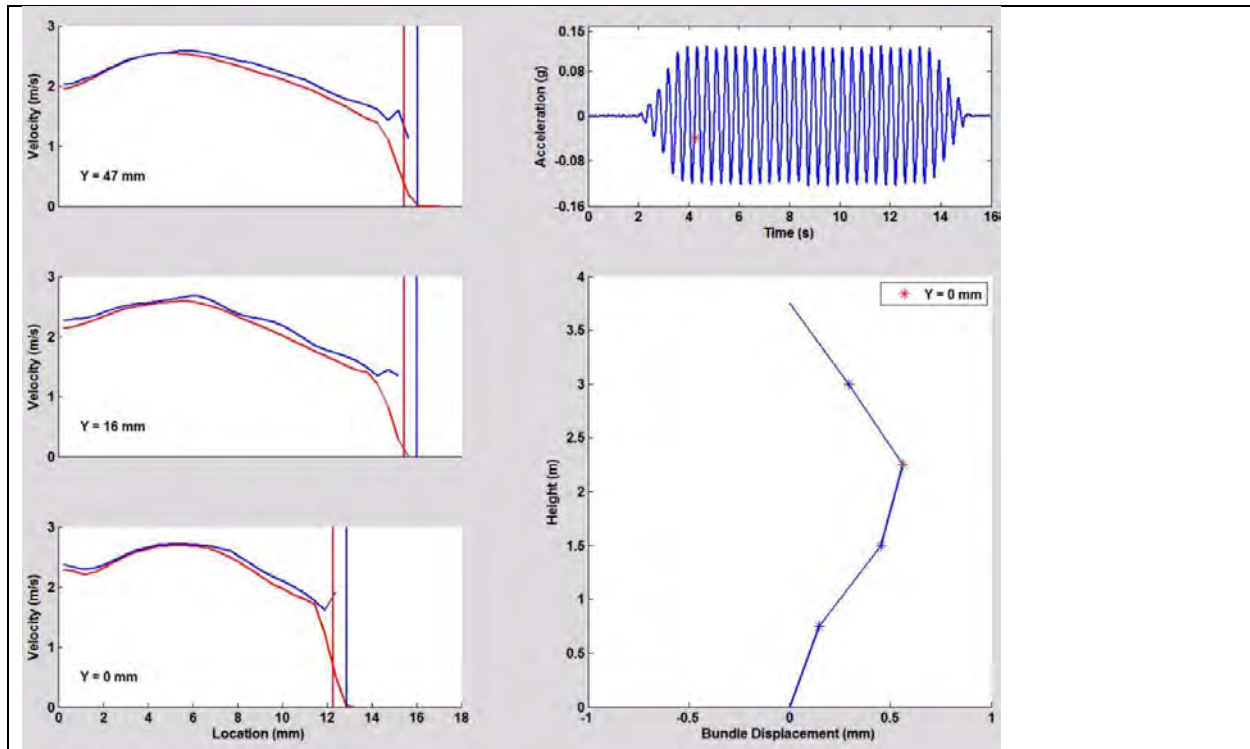 3
2
1
0
Velocity (m/s)
Y = 47 mm
3
2
1
0
Velocity (m/s)
Y = 16 mm
3
2
1
0
Velocity (m/s)
Y = 0 mm
0 2 4 6 8 10 12 14 16 18
Location (mm)
0.15
0.08
0
-0.08
-0.16
Acceleration (g)
0 2 4 6 8 10 12 14 16
Time (s)
4
3.5
3
2.5
2
1.5
1
0.5
0
Height (m)
Y = 0 mm
-1 -0.5 0 0.5 1
Bundle Displacement (mm)